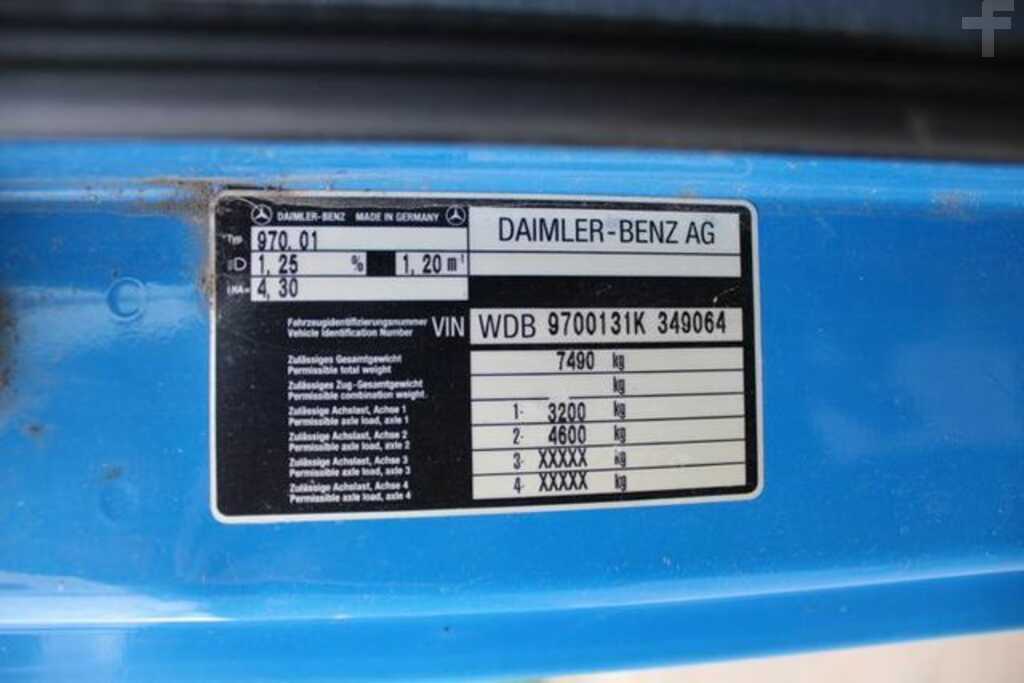 DAIMLER-BENZ MADE IN GERMANY
DAIMLER-BENZ AG
Typ 970.01
1,25 % 1,20 m
4,30
Fahrzeugidentifizierungsnummer
Vehicle Identification Number
VIN WDB 9700131K 349064
Zulässiges Gesamtgewicht
Permissible total weight
7490 kg
Zulässiges Zug-Gesamtgewicht
Permissible combination weight.
kg
Zulässige Achslast, Achse 1
Permissible axle load, axle 1
1- 3200 kg
Zulässige Achslast, Achse 2
Permissible axle load, axle 2
2- 4600 kg
Zulässige Achslast, Achse 3
Permissible axle load, axle 3
3- XXXXX kg
Zulässige Achslast, Achse 4
Permissible axle load, axle 4
4- XXXXX kg
f